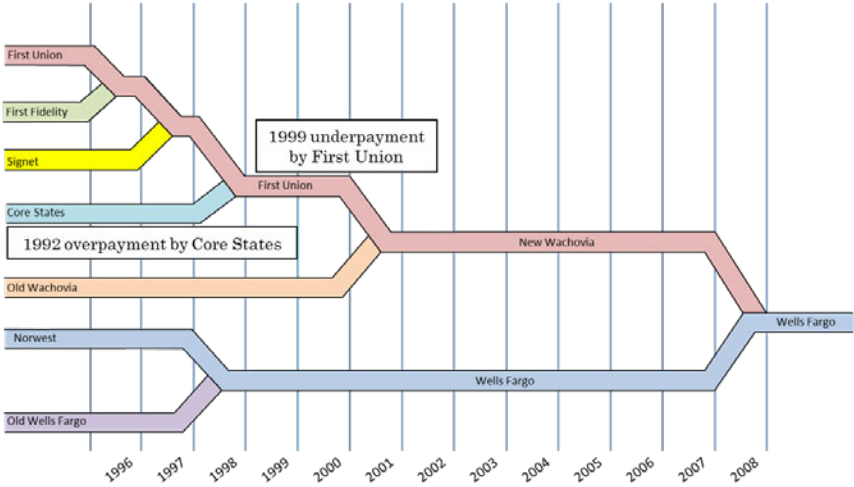 First Union
First Fidelity
Signet
Core States
1992 overpayment by Core States
1999 underpayment
by First Union
First Union
New Wachovia
Old Wachovia
Norwest
Wells Fargo
Wells Fargo
Old Wells Fargo
1996
1997
1998
1999
2000
2001
2002
2003
2004
2005
2006
2007
2008